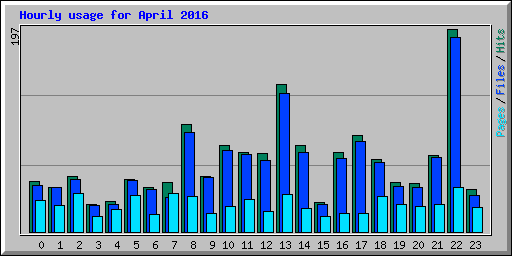 Hourly usage for April 2016
197
Pages / Files / Hits
0 1 2 3 4 5 6 7 8 9 10 11 12 13 14 15 16 17 18 19 20 21 22 23